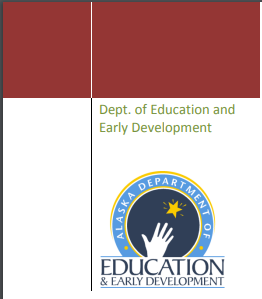 Dept. of Education and
Early Development
ALASKA DEPARTMENT OF
EDUCATION
& EARLY DEVELOPMENT